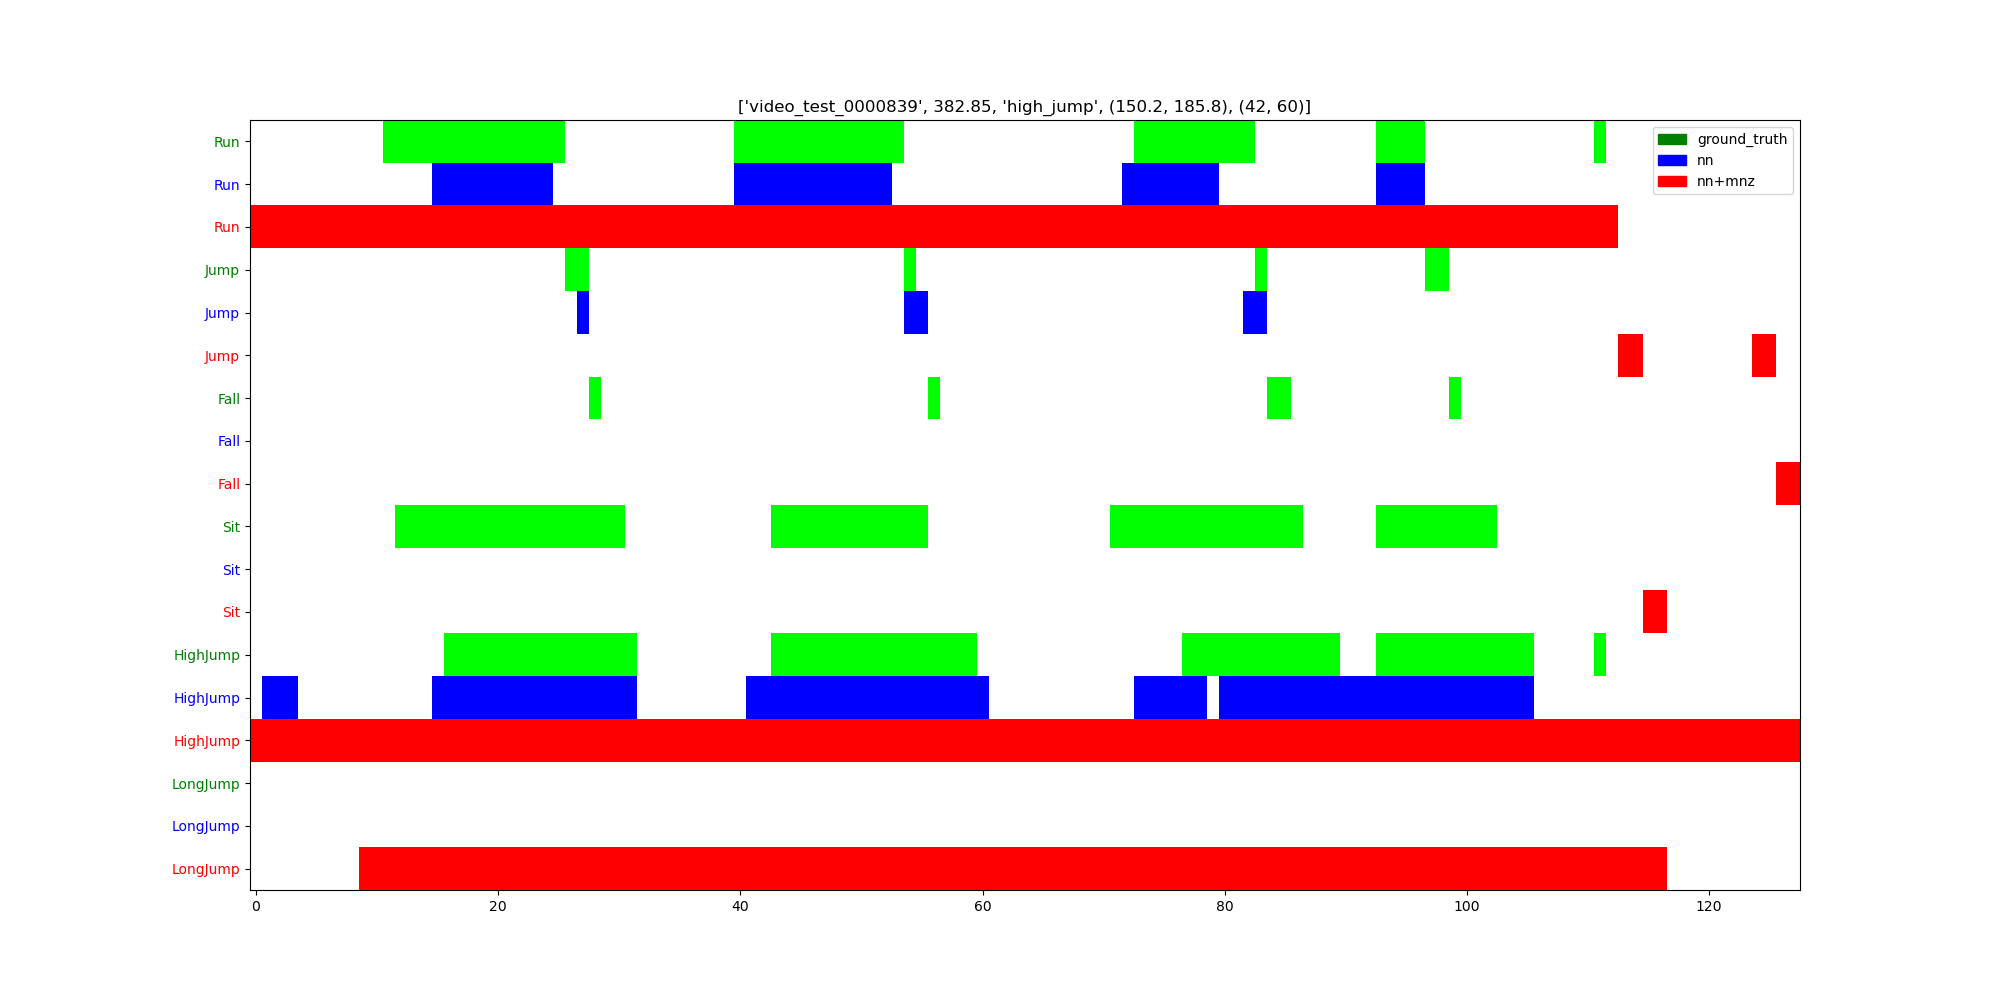 ['video_test_0000839', 382.85, 'high_jump', (150.2, 185.8), (42, 60)]
ground_truth
nn
nn+mnz
Run
Run
Run
Jump
Jump
Jump
Fall
Fall
Fall
Sit
Sit
Sit
HighJump
HighJump
HighJump
LongJump
LongJump
LongJump
0 20 40 60 80 100 120